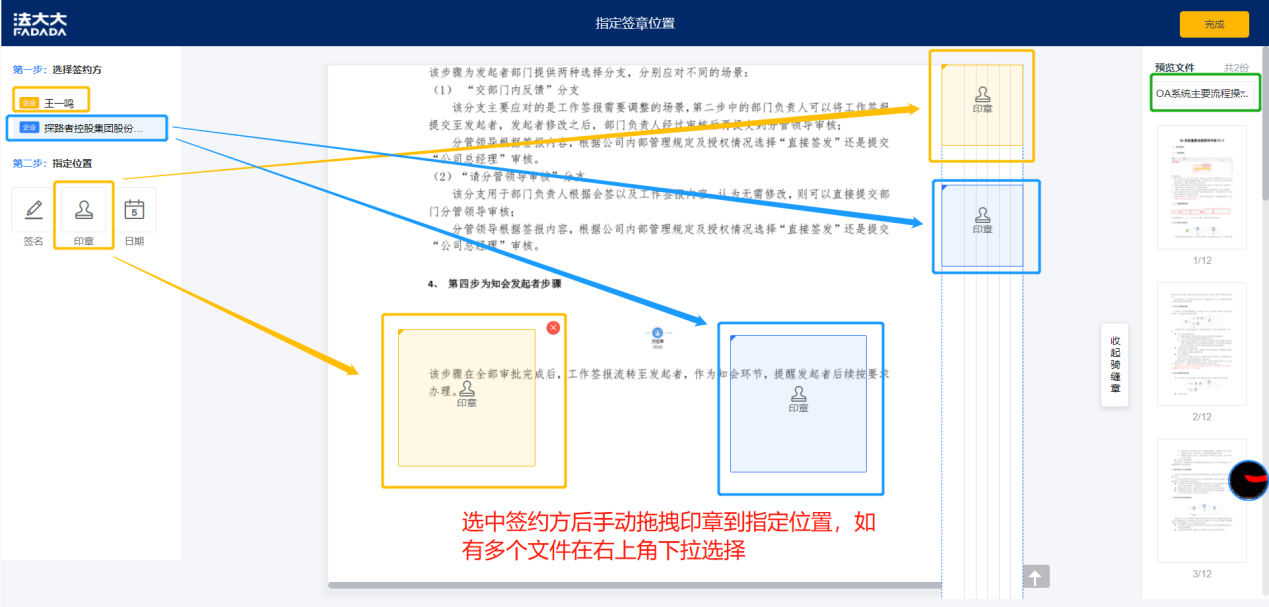 法大大
FADADA
指定签章位置
完成
第一步: 选择签约方
企业 王一鸣
企业 探路者控股集团股份...
第二步: 指定位置
签名
印章
5
日期
该步骤为发起者部门提供两种选择分支，分别应对不同的场景：
（1） “交部门内反馈”分支
该分支主要应对的是工作签报需要调整的场景,第二步中的部门负责人可以将工作签报
提交至发起者，发起者修改之后，部门负责人经过审核后再提交到分管领导审核；
分管领导根据签报内容，根据公司内部管理规定及授权情况选择“直接签发”还是提交
“公司总经理”审核。
（2） “请分管领导审核”分支
该分支用于部门负责人根据会签以及工作签报内容,认为无需修改,则可以直接提交部
门分管领导审核；
分管领导根据签报内容，根据公司内部管理规定及授权情况选择“直接签发”还是提交
“公司总经理”审核。
4、 第四步为知会发起者步骤
该步骤在全部审批完成后，工作签报流转至发起者，作为知会环节，提醒发起者后续按要求
办理。
印章
印章
印章
印章
选中签约方后手动拖拽印章到指定位置，如
有多个文件在右上角下拉选择
收起骑缝章
预览文件
共2份
OA系统主要流程操...
1/12
2/12
3/12